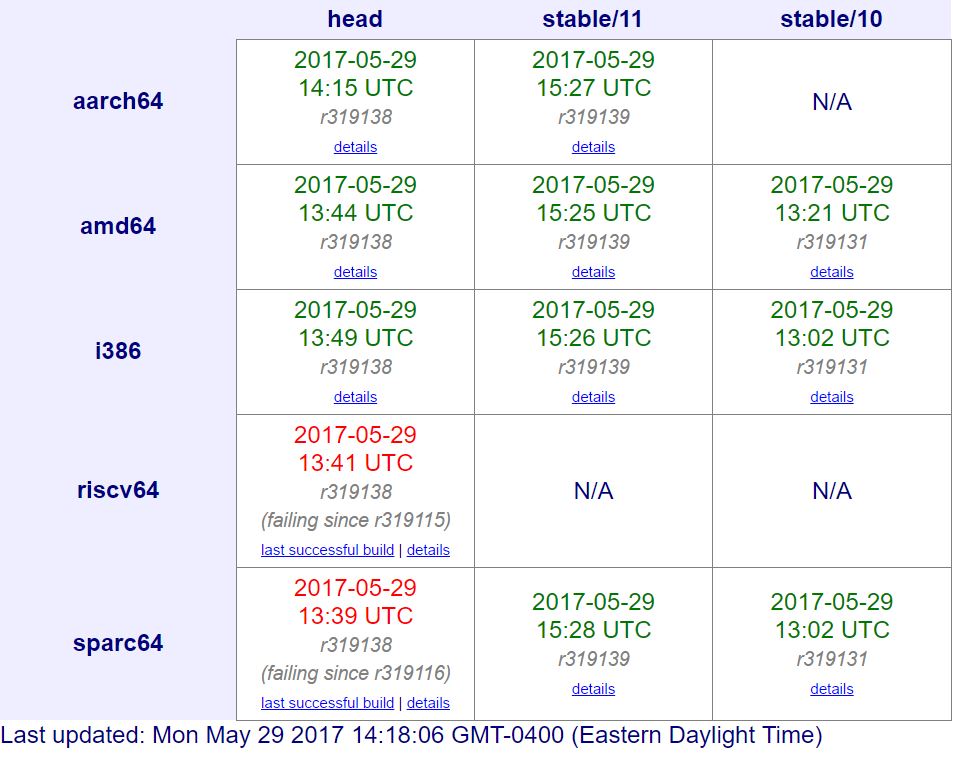 head stable/11 stable/10
aarch64
2017-05-29 14:15 UTC
r319138
details
2017-05-29 15:27 UTC
r319139
details
N/A
amd64
2017-05-29
13:44 UTC
r319138
details
2017-05-29
15:25 UTC
r319139
details
2017-05-29
13:21 UTC
r319131
details
i386
2017-05-29
13:49 UTC
r319138
details
2017-05-29
15:26 UTC
r319139
details
2017-05-29
13:02 UTC
r319131
details
riscv64
2017-05-29
13:41 UTC
r319138
(failing since r319115)
last successful build | details
N/A
N/A
sparc64
2017-05-29
13:39 UTC
r319138
(failing since r319116)
last successful build | details
2017-05-29
15:28 UTC
r319139
details
2017-05-29
13:02 UTC
r319131
details
Last updated: Mon May 29 2017 14:18:06 GMT-0400 (Eastern Daylight Time)